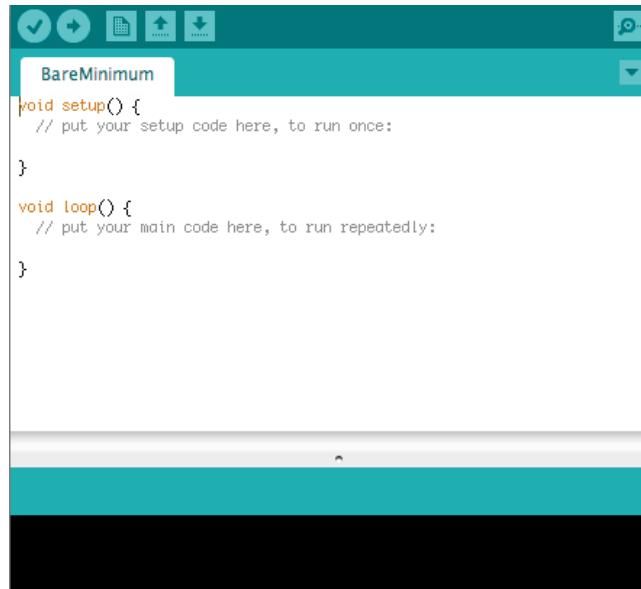 BareMinimum
void setup() {
  // put your setup code here, to run once:
}
void loop() {
  // put your main code here, to run repeatedly:
}